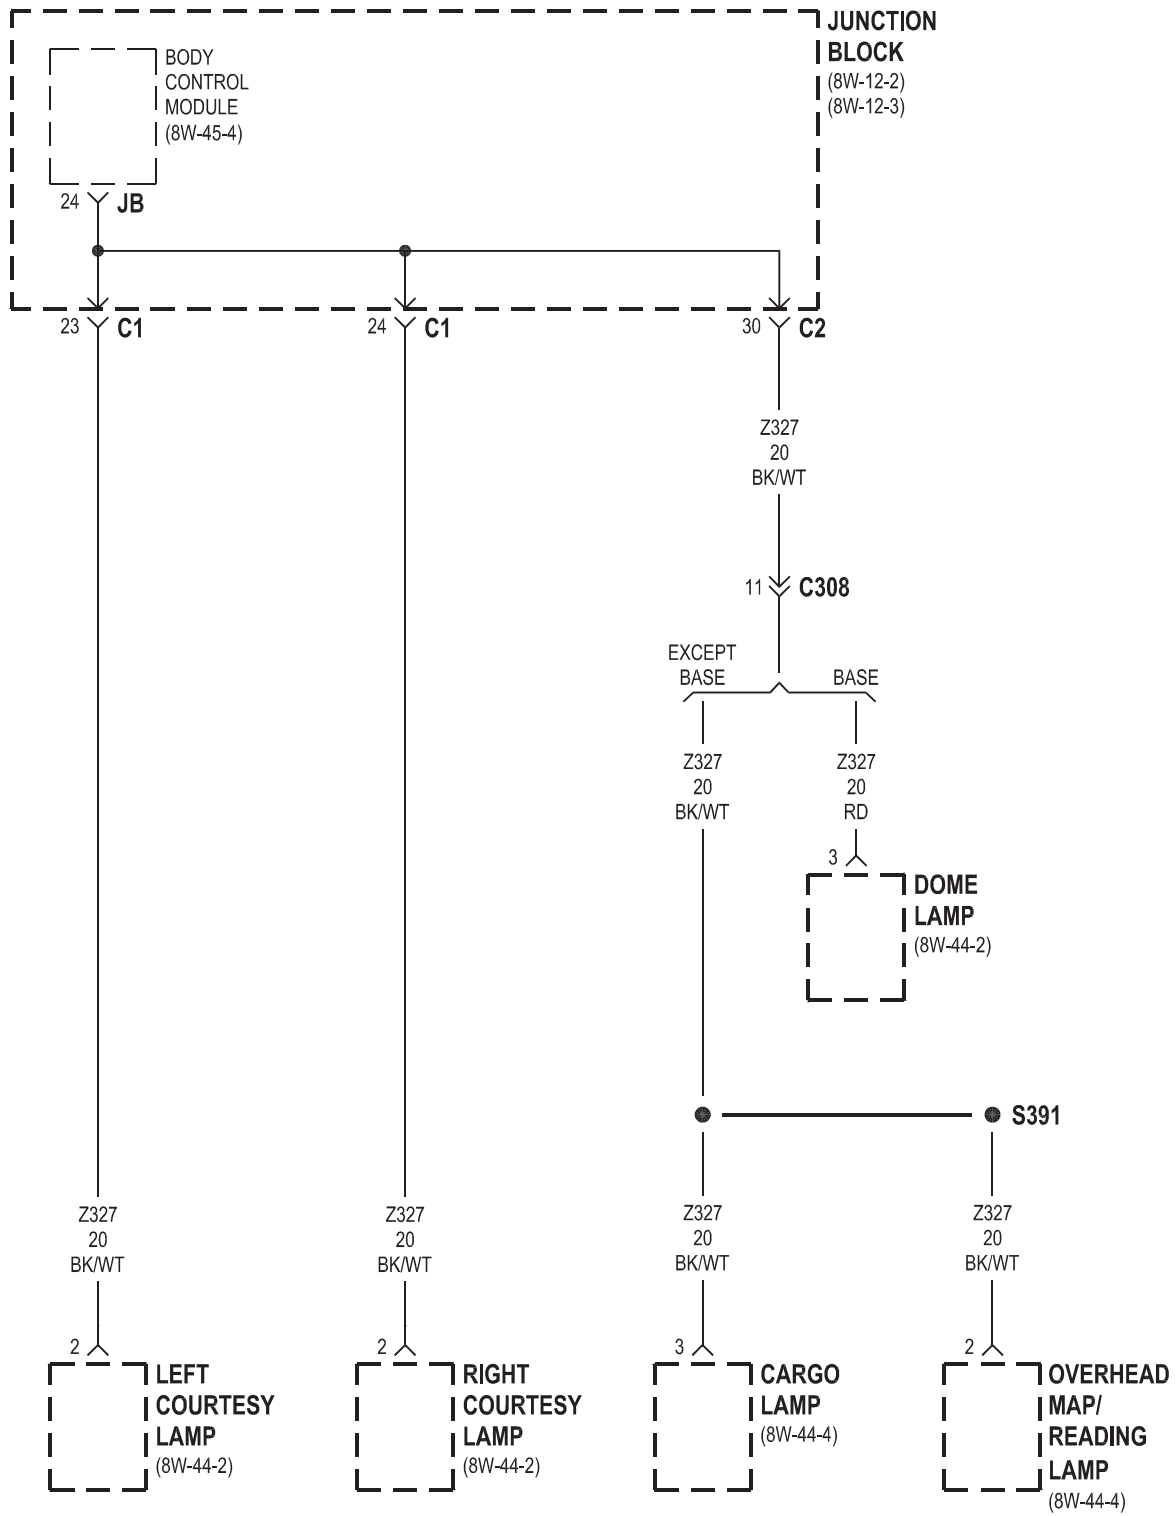 JUNCTION
BLOCK
(8W-12-2)
(8W-12-3)
BODY
CONTROL
MODULE
(8W-45-4)
24 JB
23 C1
24 C1
30 C2
Z327
20
BK/WT
11 C308
EXCEPT
BASE
BASE
Z327
20
BK/WT
Z327
20
RD
3
DOME
LAMP
(8W-44-2)
S391
Z327
20
BK/WT
Z327
20
BK/WT
Z327
20
BK/WT
Z327
20
BK/WT
2
LEFT
COURTESY
LAMP
(8W-44-2)
2
RIGHT
COURTESY
LAMP
(8W-44-2)
3
CARGO
LAMP
(8W-44-4)
2
OVERHEAD
MAP/
READING
LAMP
(8W-44-4)